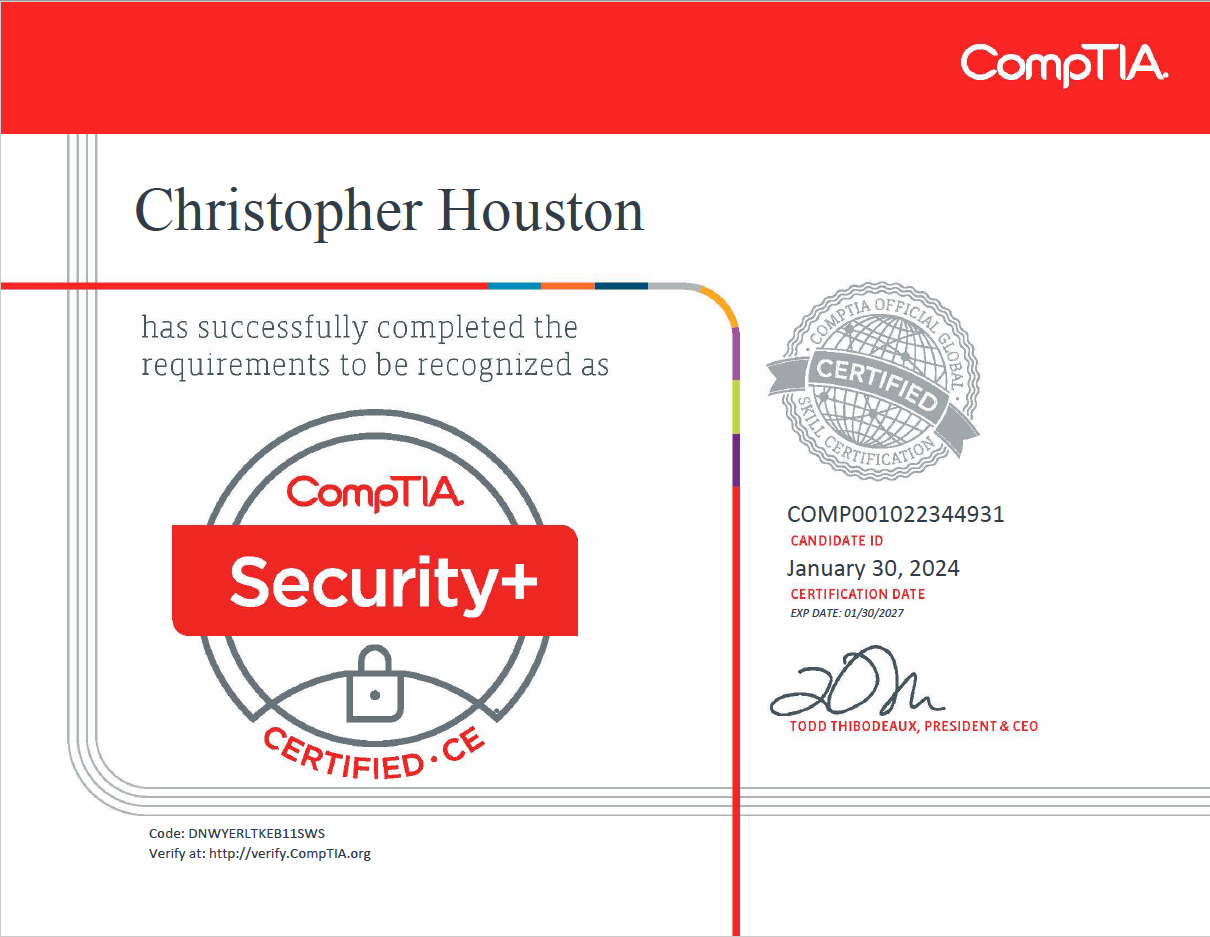 CompTIA.
Christopher Houston
has successfully completed the
requirements to be recognized as
COMPTIA OFFICIAL GLOBAL
CERTIFIED
SKILL CERTIFICATION
CompTIA.
Security+
CERTIFIED · CE
COMP001022344931
CANDIDATE ID
January 30, 2024
CERTIFICATION DATE
EXP DATE: 01/30/2027
TODD THIBODEAUX, PRESIDENT & CEO
Code: DNWYERLTKEB11SWS
Verify at: http://verify.CompTIA.org